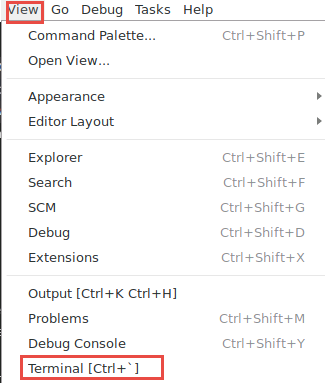 View Go Debug Tasks Help
Command Palette... Ctrl+Shift+P
Open View...
Appearance
Editor Layout
Explorer Ctrl+Shift+E
Search Ctrl+Shift+F
SCM Ctrl+Shift+G
Debug Ctrl+Shift+D
Extensions Ctrl+Shift+X
Output [Ctrl+K Ctrl+H]
Problems Ctrl+Shift+M
Debug Console Ctrl+Shift+Y
Terminal [Ctrl+`]